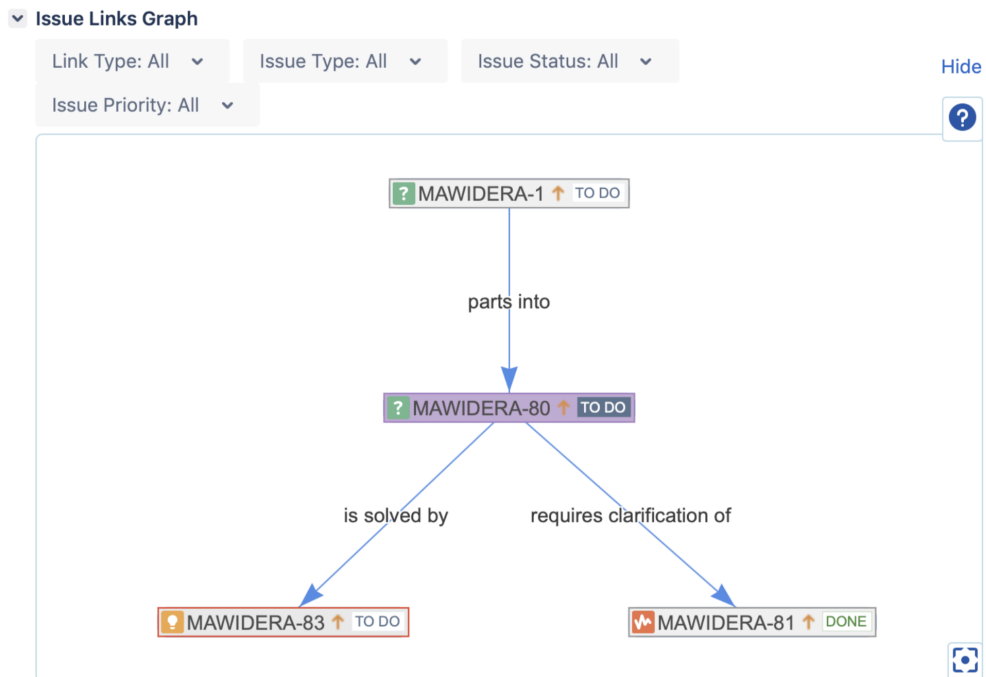 Issue Links Graph
Link Type: All
Issue Type: All
Issue Status: All
Hide
Issue Priority: All
?
? MAWIDERA-1 TO DO
parts into
? MAWIDERA-80 TO DO
is solved by
requires clarification of
MAWIDERA-83 TO DO
MAWIDERA-81 DONE